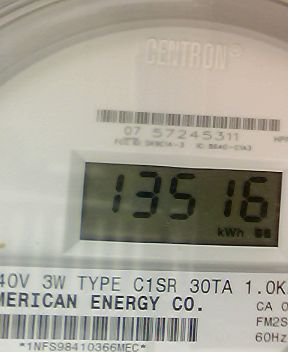 CENTRON®
07 57245311
13516
kWh
40V 3W TYPE C1SR 30TA 1.0K
MERICAN ENERGY CO.
CA 0
FM2S
60Hz
*1NFS98410366MEC*